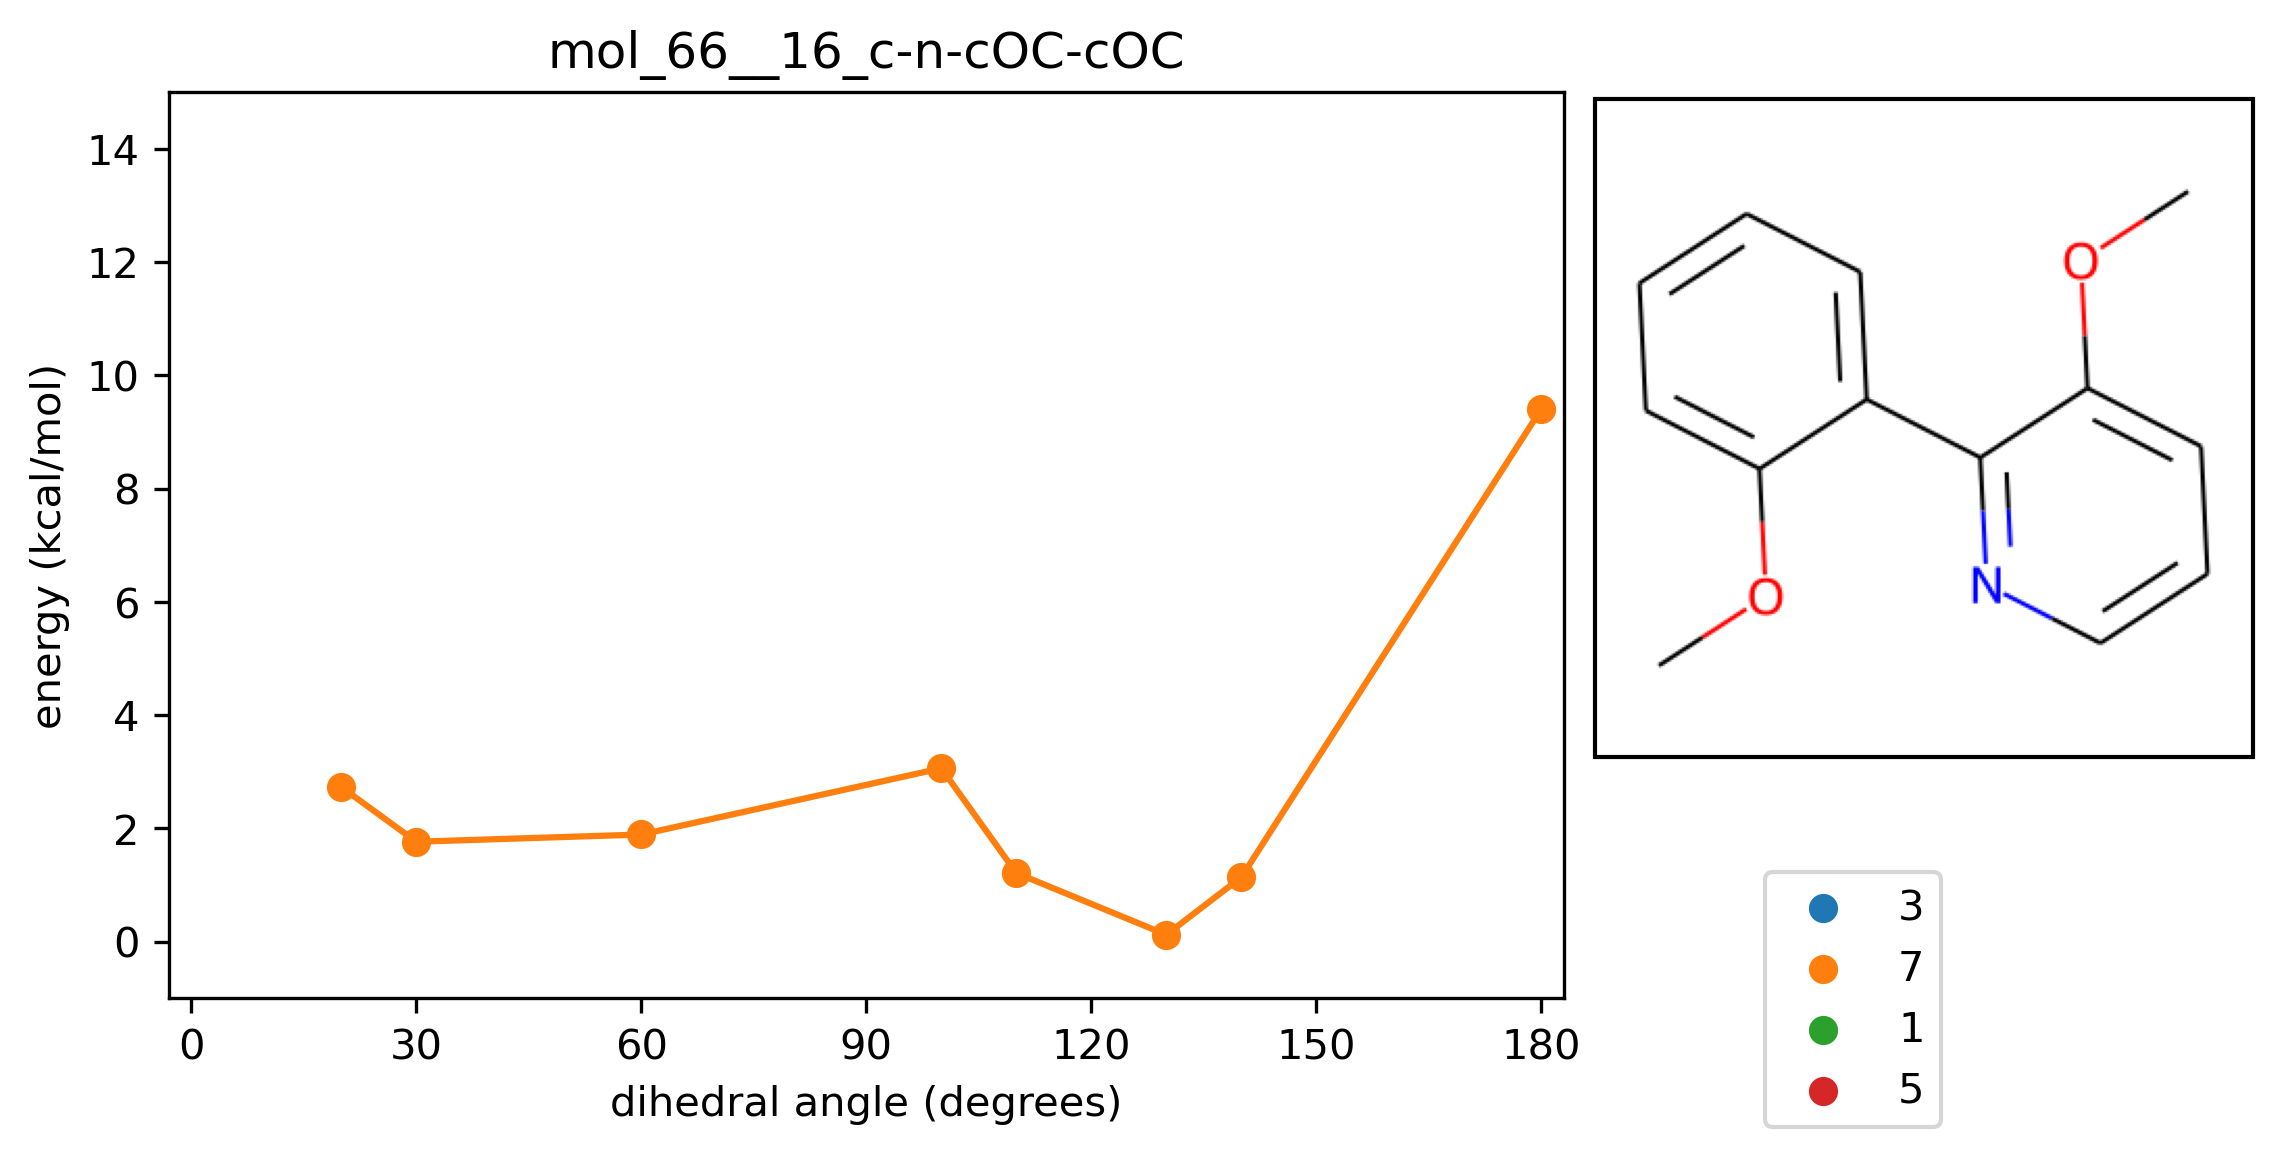 mol_66__16_c-n-cOC-cOC
energy (kcal/mol)
14
12
10
8
6
4
2
0
0 30 60 90 120 150 180
dihedral angle (degrees)
O
O
N
3
7
1
5